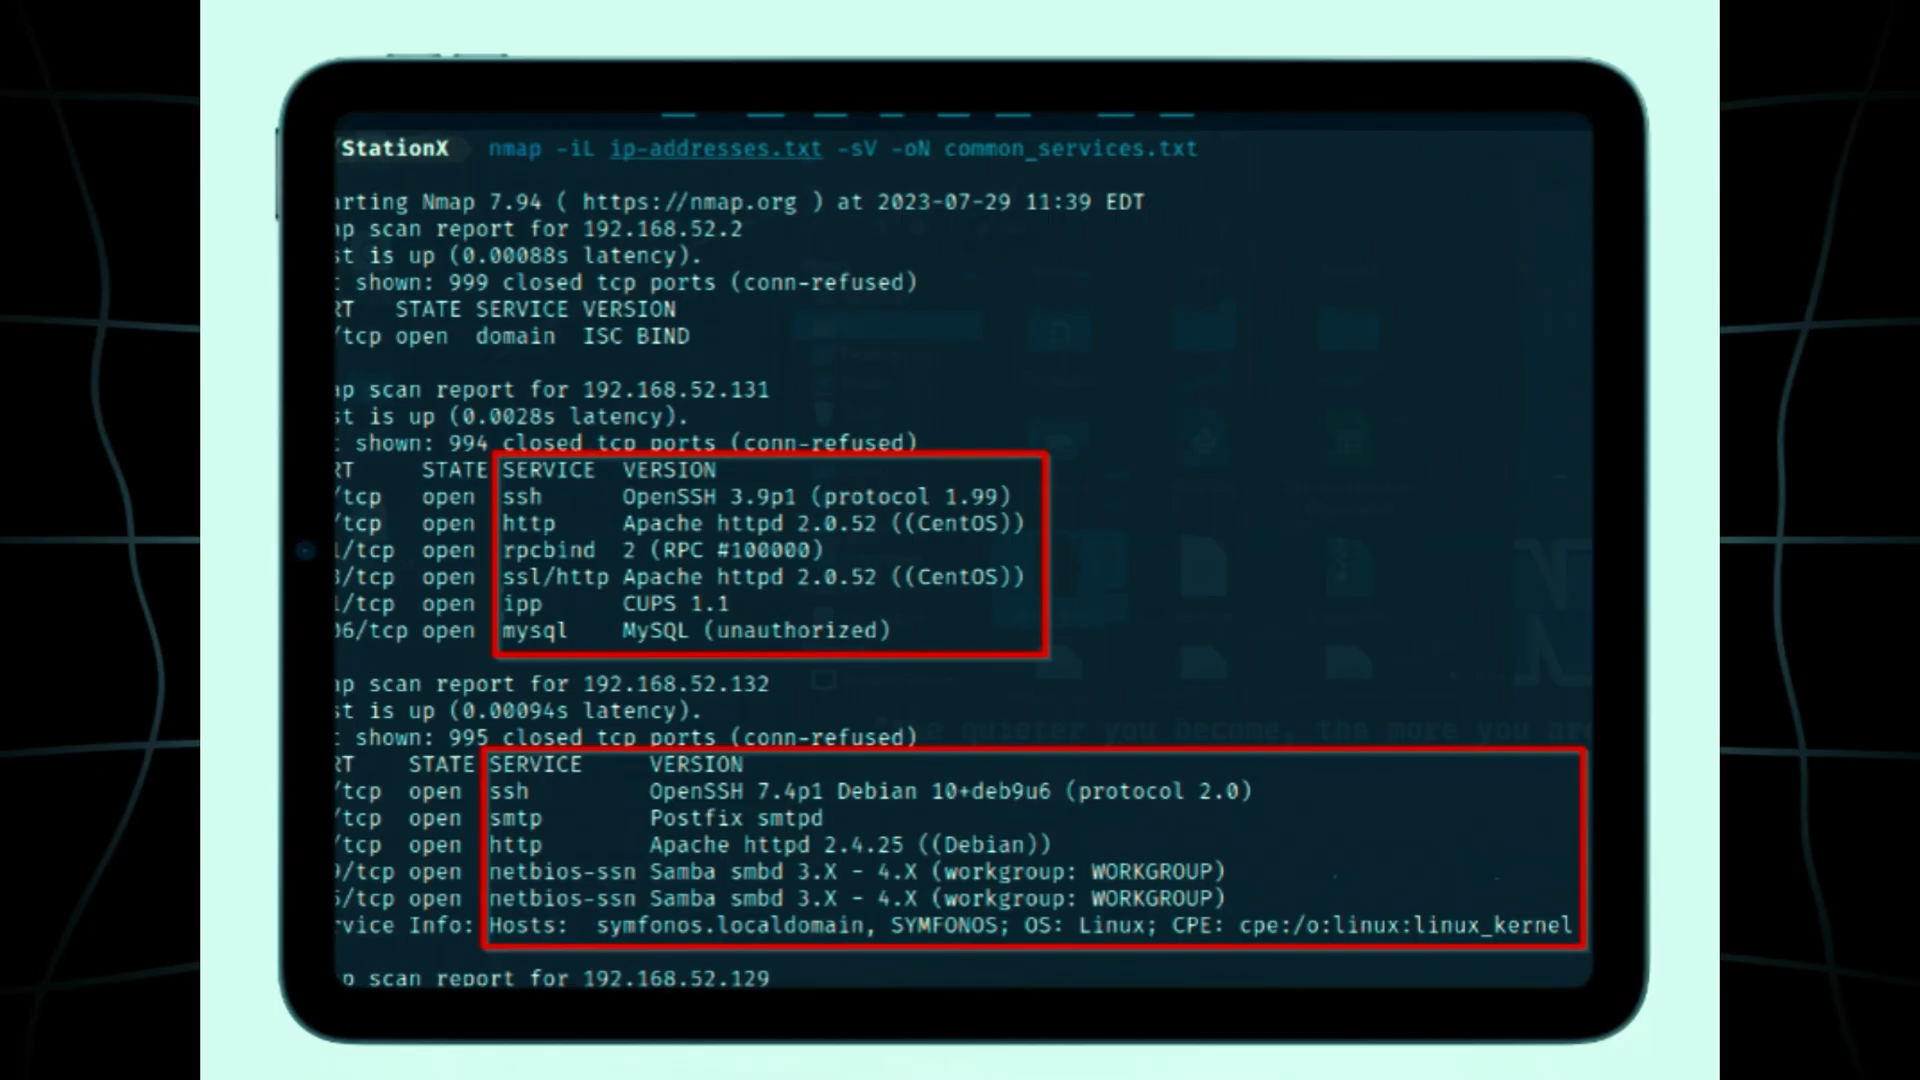 /StationX nmap -iL ip-addresses.txt -sV -oN common_services.txt
rting Nmap 7.94 ( https://nmap.org ) at 2023-07-29 11:39 EDT
p scan report for 192.168.52.2
st is up (0.00088s latency).
shown: 999 closed tcp ports (conn-refused)
RT STATE SERVICE VERSION
/tcp open domain ISC BIND
p scan report for 192.168.52.131
st is up (0.0028s latency).
shown: 994 closed tcp ports (conn-refused)
RT STATE SERVICE VERSION
/tcp open ssh OpenSSH 3.9p1 (protocol 1.99)
/tcp open http Apache httpd 2.0.52 ((CentOS))
1/tcp open rpcbind 2 (RPC #100000)
3/tcp open ssl/http Apache httpd 2.0.52 ((CentOS))
1/tcp open ipp CUPS 1.1
06/tcp open mysql MySQL (unauthorized)
p scan report for 192.168.52.132
st is up (0.00094s latency).
shown: 995 closed tcp ports (conn-refused)
quieter you become, the more you are
RT STATE SERVICE VERSION
/tcp open ssh OpenSSH 7.4p1 Debian 10+deb9u6 (protocol 2.0)
/tcp open smtp Postfix smtpd
/tcp open http Apache httpd 2.4.25 ((Debian))
9/tcp open netbios-ssn Samba smbd 3.X - 4.X (workgroup: WORKGROUP)
5/tcp open netbios-ssn Samba smbd 3.X - 4.X (workgroup: WORKGROUP)
rvice Info: Hosts: symfonos.localdomain, SYMFONOS; OS: Linux; CPE: cpe:/o:linux:linux_kernel
p scan report for 192.168.52.129